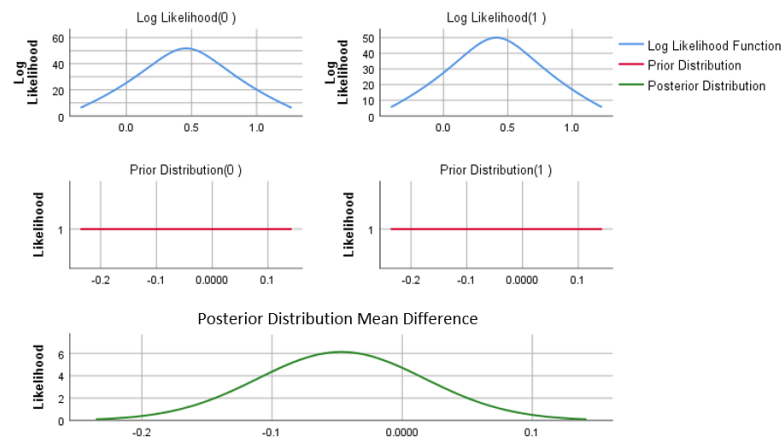 Log Likelihood(0 )
Log Likelihood(1 )
Log
Likelihood
60
40
20
0
0.0 0.5 1.0
Log
Likelihood
50
40
30
20
10
0
0.0 0.5 1.0
Log Likelihood Function
Prior Distribution
Posterior Distribution
Prior Distribution(0 )
Prior Distribution(1 )
Likelihood
1
-0.2 -0.1 0.0000 0.1
Likelihood
1
-0.2 -0.1 0.0000 0.1
Posterior Distribution Mean Difference
Likelihood
6
4
2
0
-0.2 -0.1 0.0000 0.1